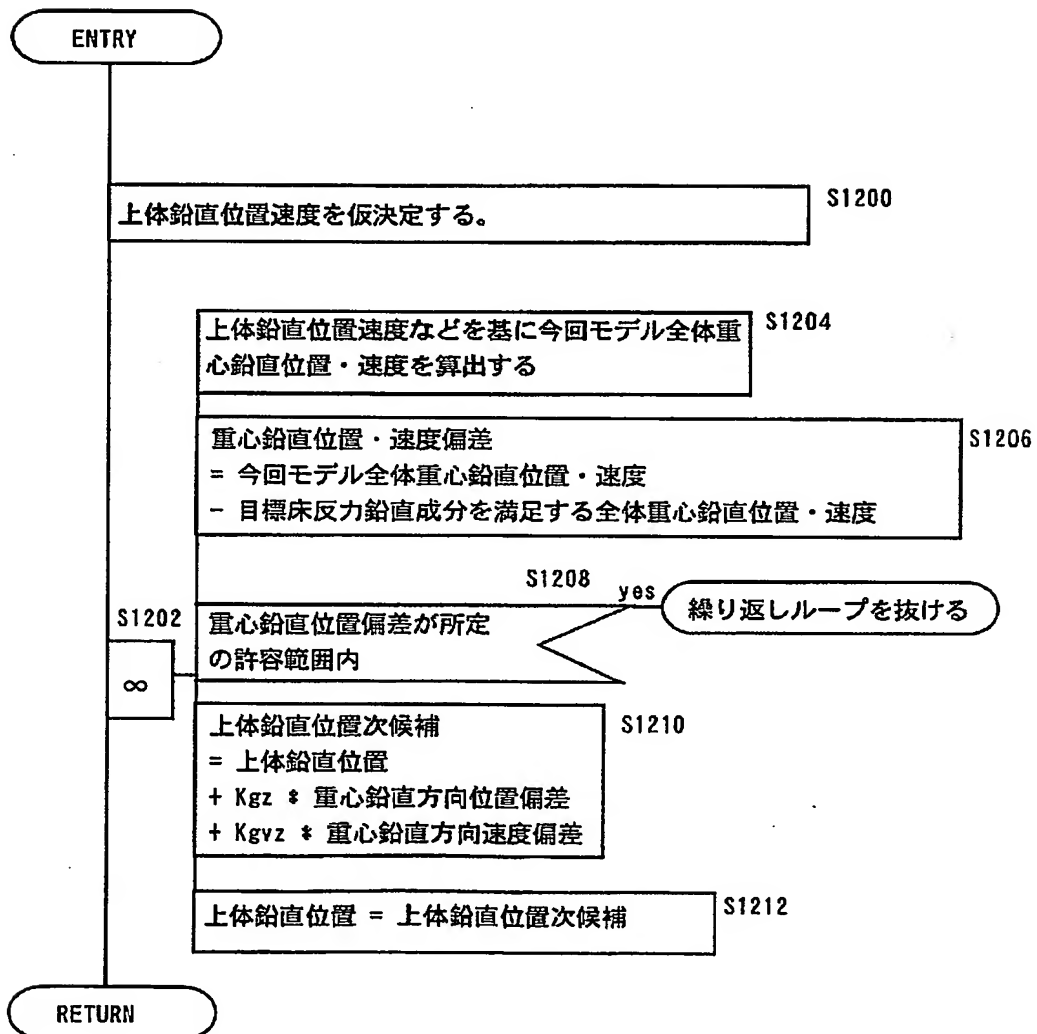 ENTRY
S1200
上体鉛直位置速度を仮決定する。
S1204
上体鉛直位置速度などを基に今回モデル全体重
心鉛直位置・速度を算出する
S1206
重心鉛直位置・速度偏差
= 今回モデル全体重心鉛直位置・速度
- 目標床反力鉛直成分を満足する全体重心鉛直位置・速度
S1208
yes
繰り返しループを抜ける
S1202
∞
重心鉛直位置偏差が所定
の許容範囲内
S1210
上体鉛直位置次候補
= 上体鉛直位置
+ Kgz * 重心鉛直方向位置偏差
+ Kgvz * 重心鉛直方向速度偏差
S1212
上体鉛直位置 = 上体鉛直位置次候補
RETURN